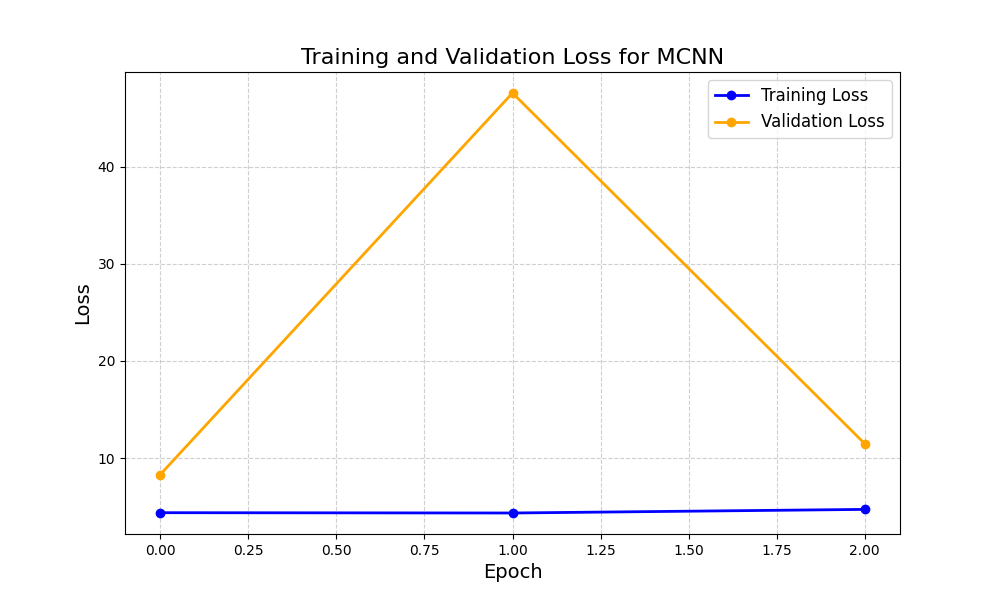 Training and Validation Loss for MCNN
Training Loss
Validation Loss
40
30
20
10
Loss
0.00 0.25 0.50 0.75 1.00 1.25 1.50 1.75 2.00
Epoch